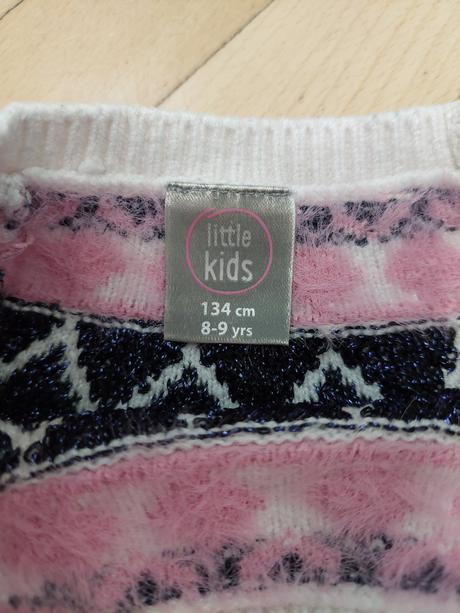 little
kids
134 cm
8-9 yrs